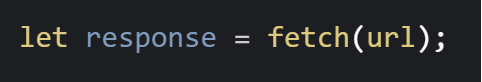 let response = fetch(url);